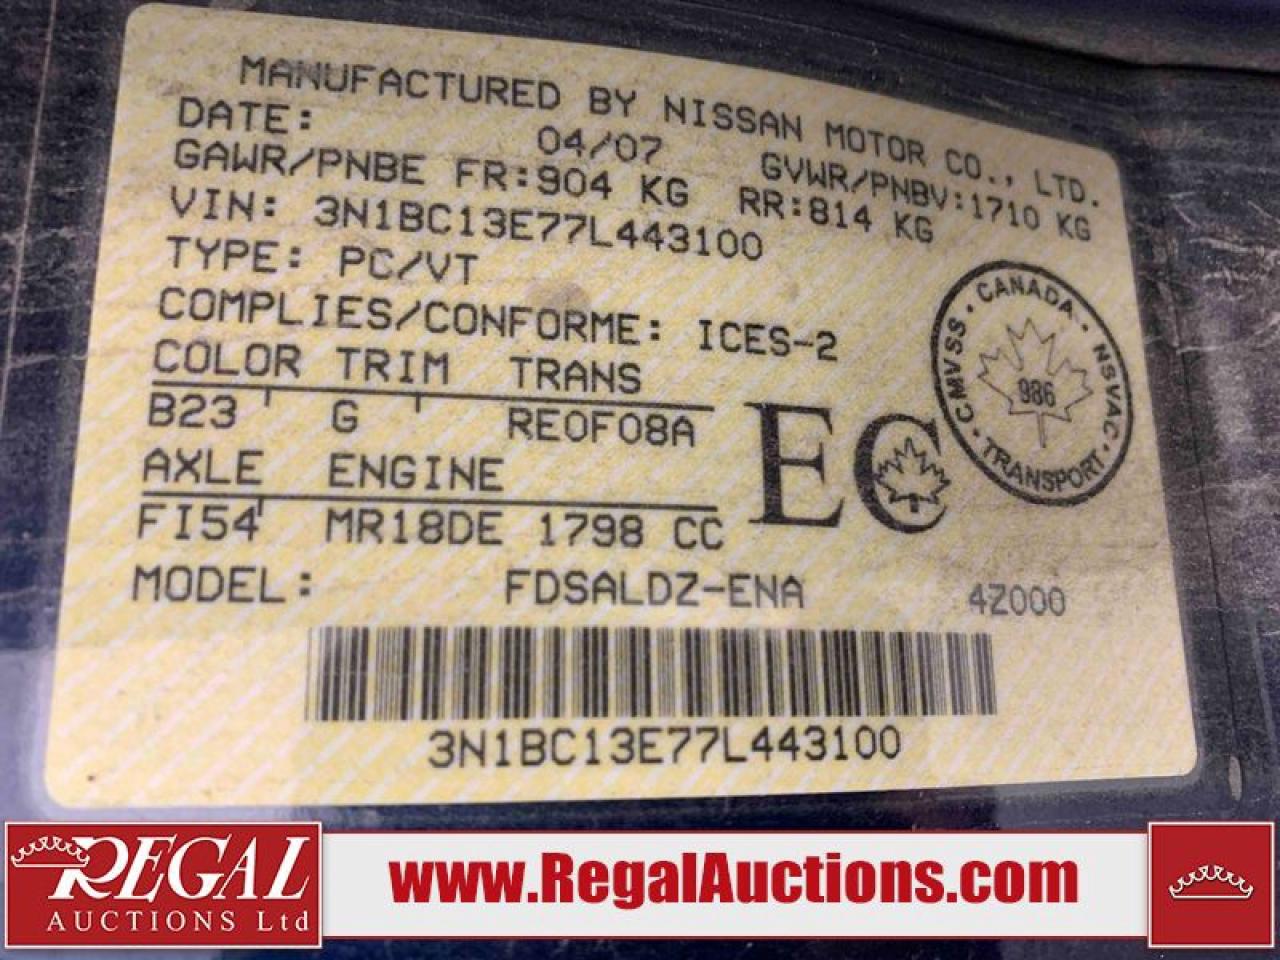 MANUFACTURED BY NISSAN MOTOR CO., LTD.
DATE: 04/07 GVWR/PNBV:1710 KG
GAWR/PNBE FR:904 KG RR:814 KG
VIN: 3N1BC13E77L443100
TYPE: PC/VT
COMPLIES/CONFORME: ICES-2
COLOR TRIM TRANS
B23 G RE0F08A
AXLE ENGINE
FI54 MR18DE 1798 CC
MODEL: FDSALDZ-ENA 4Z000
EC
CANADA · NSVAC · TRANSPORT · CMVSS ·
986
3N1BC13E77L443100
REGAL
AUCTIONS Ltd
www.RegalAuctions.com